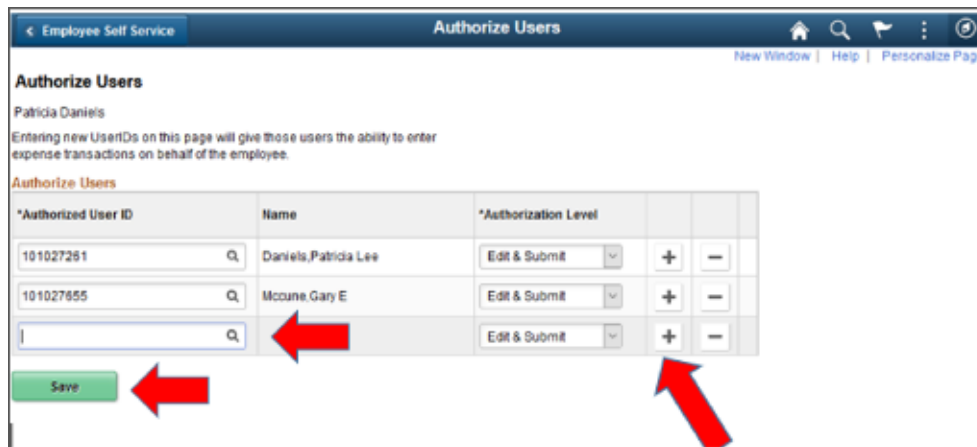 < Employee Self Service
Authorize Users
New Window | Help | Personalize Pag
Authorize Users
Patricia Daniels
Entering new UserIDs on this page will give those users the ability to enter
expense transactions on behalf of the employee.
Authorize Users
*Authorized User ID Name *Authorization Level
101027261 Daniels,Patricia Lee Edit & Submit + −
101027655 Mccune,Gary E Edit & Submit + −
Edit & Submit + −
Save